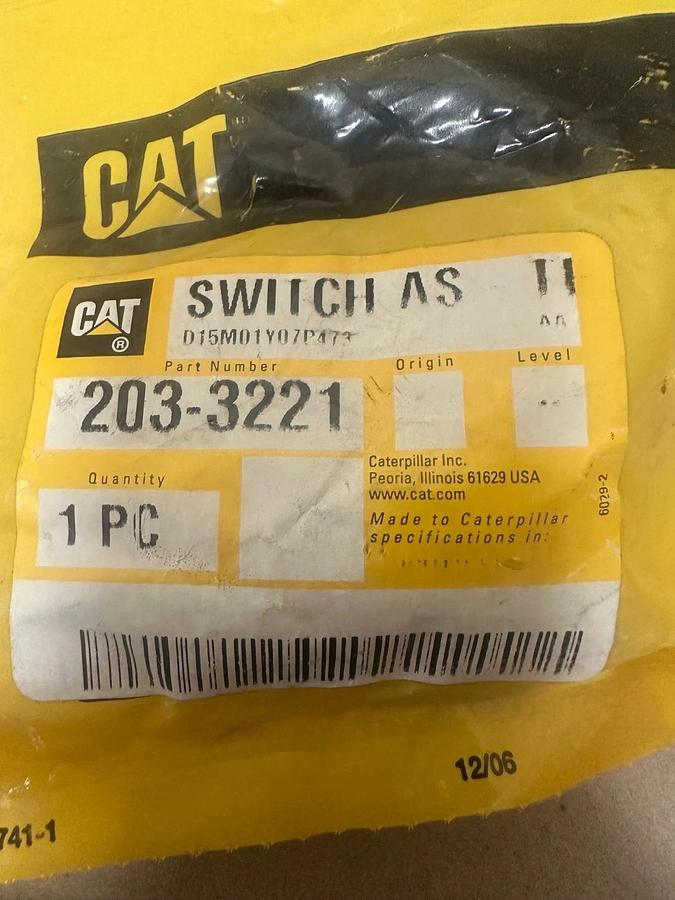 CAT
CAT
®
SWITCH AS
D15M01Y07P473
Part Number
Origin
Level
203-3221
--
Quantity
1 PC
Caterpillar Inc.
Peoria, Illinois 61629 USA
www.cat.com
Made to Caterpillar
specifications in:
6029-2
12/06
741-1